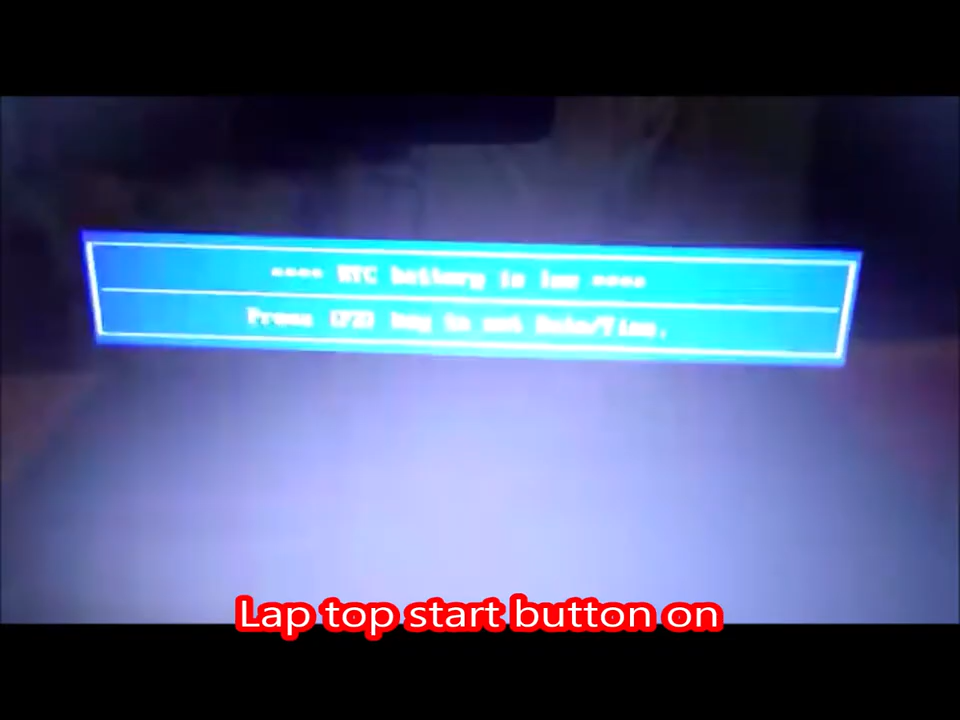 **** RTC battery is low ****
Press [F2] key to set Date/Time.
Lap top start button on